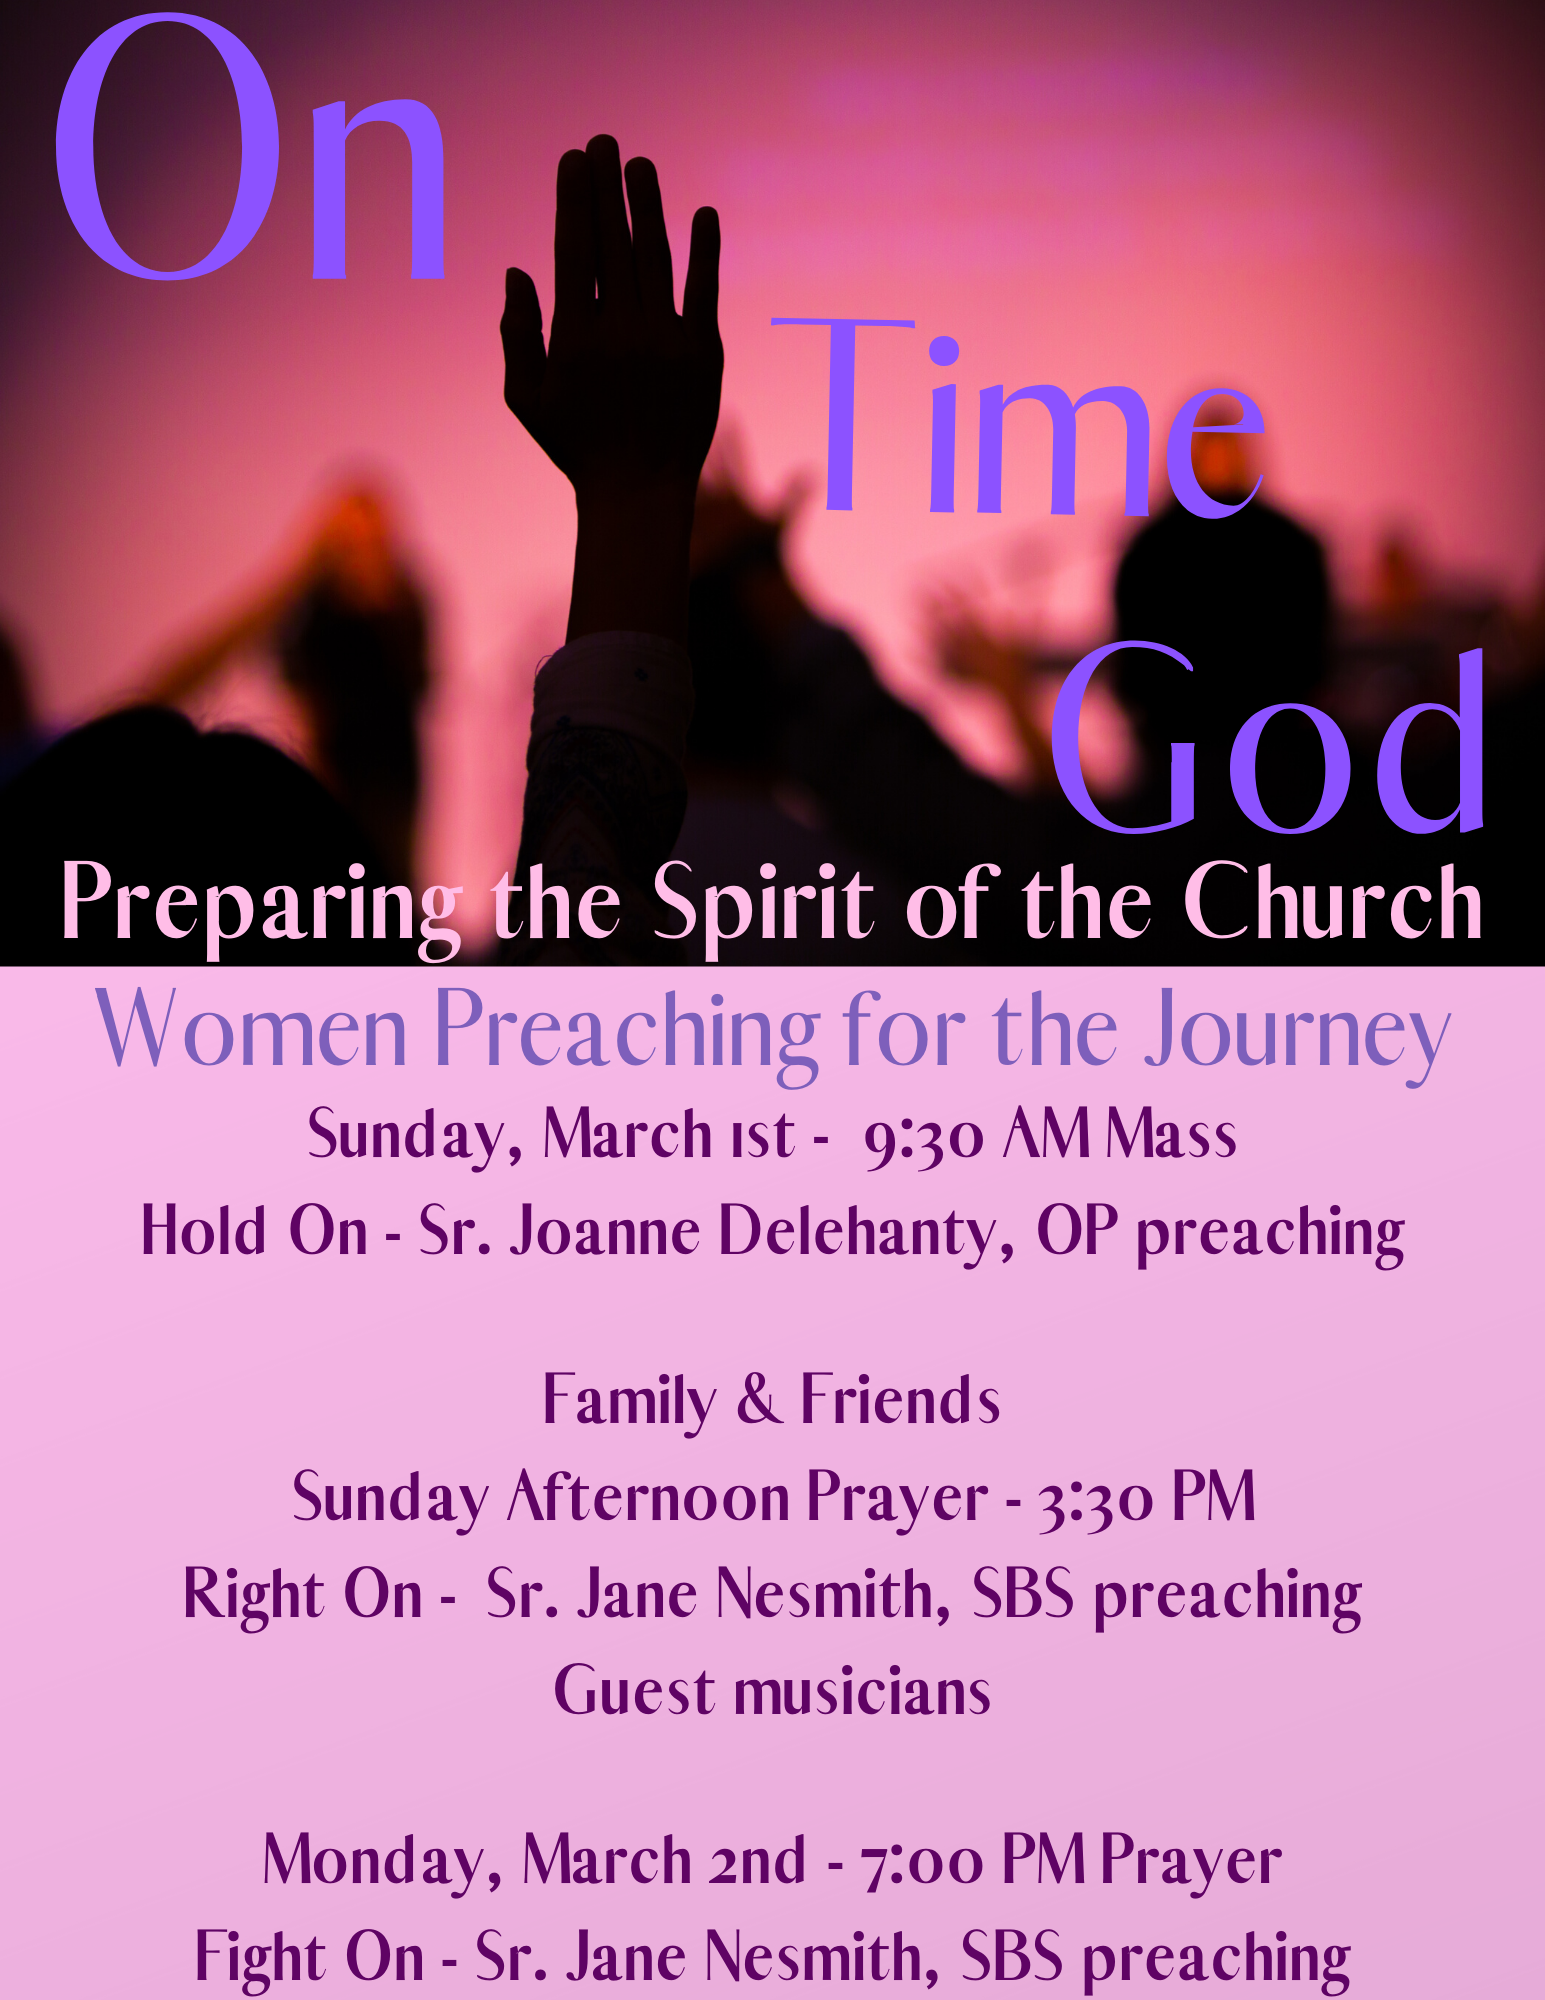 On
Time
God
Preparing the Spirit of the Church
Women Preaching for the Journey
Sunday, March 1st - 9:30 AM Mass
Hold On - Sr. Joanne Delehanty, OP preaching
Family & Friends
Sunday Afternoon Prayer - 3:30 PM
Right On - Sr. Jane Nesmith, SBS preaching
Guest musicians
Monday, March 2nd - 7:00 PM Prayer
Fight On - Sr. Jane Nesmith, SBS preaching